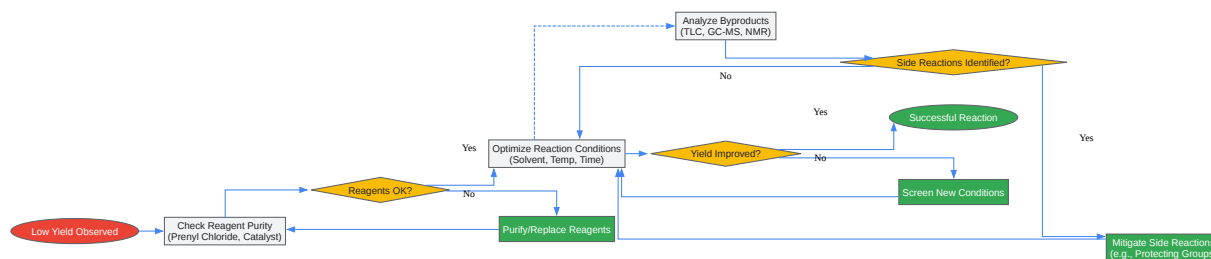 Analyze Byproducts
(TLC, GC-MS, NMR)
Side Reactions Identified?
No
Yes
Successful Reaction
Yes
Yes
Optimize Reaction Conditions
(Solvent, Temp, Time)
Yield Improved?
No
Reagents OK?
No
Screen New Conditions
Low Yield Observed
Check Reagent Purity
(Prenyl Chloride, Catalyst)
Purify/Replace Reagents
Mitigate Side Reactions
(e.g., Protecting Groups